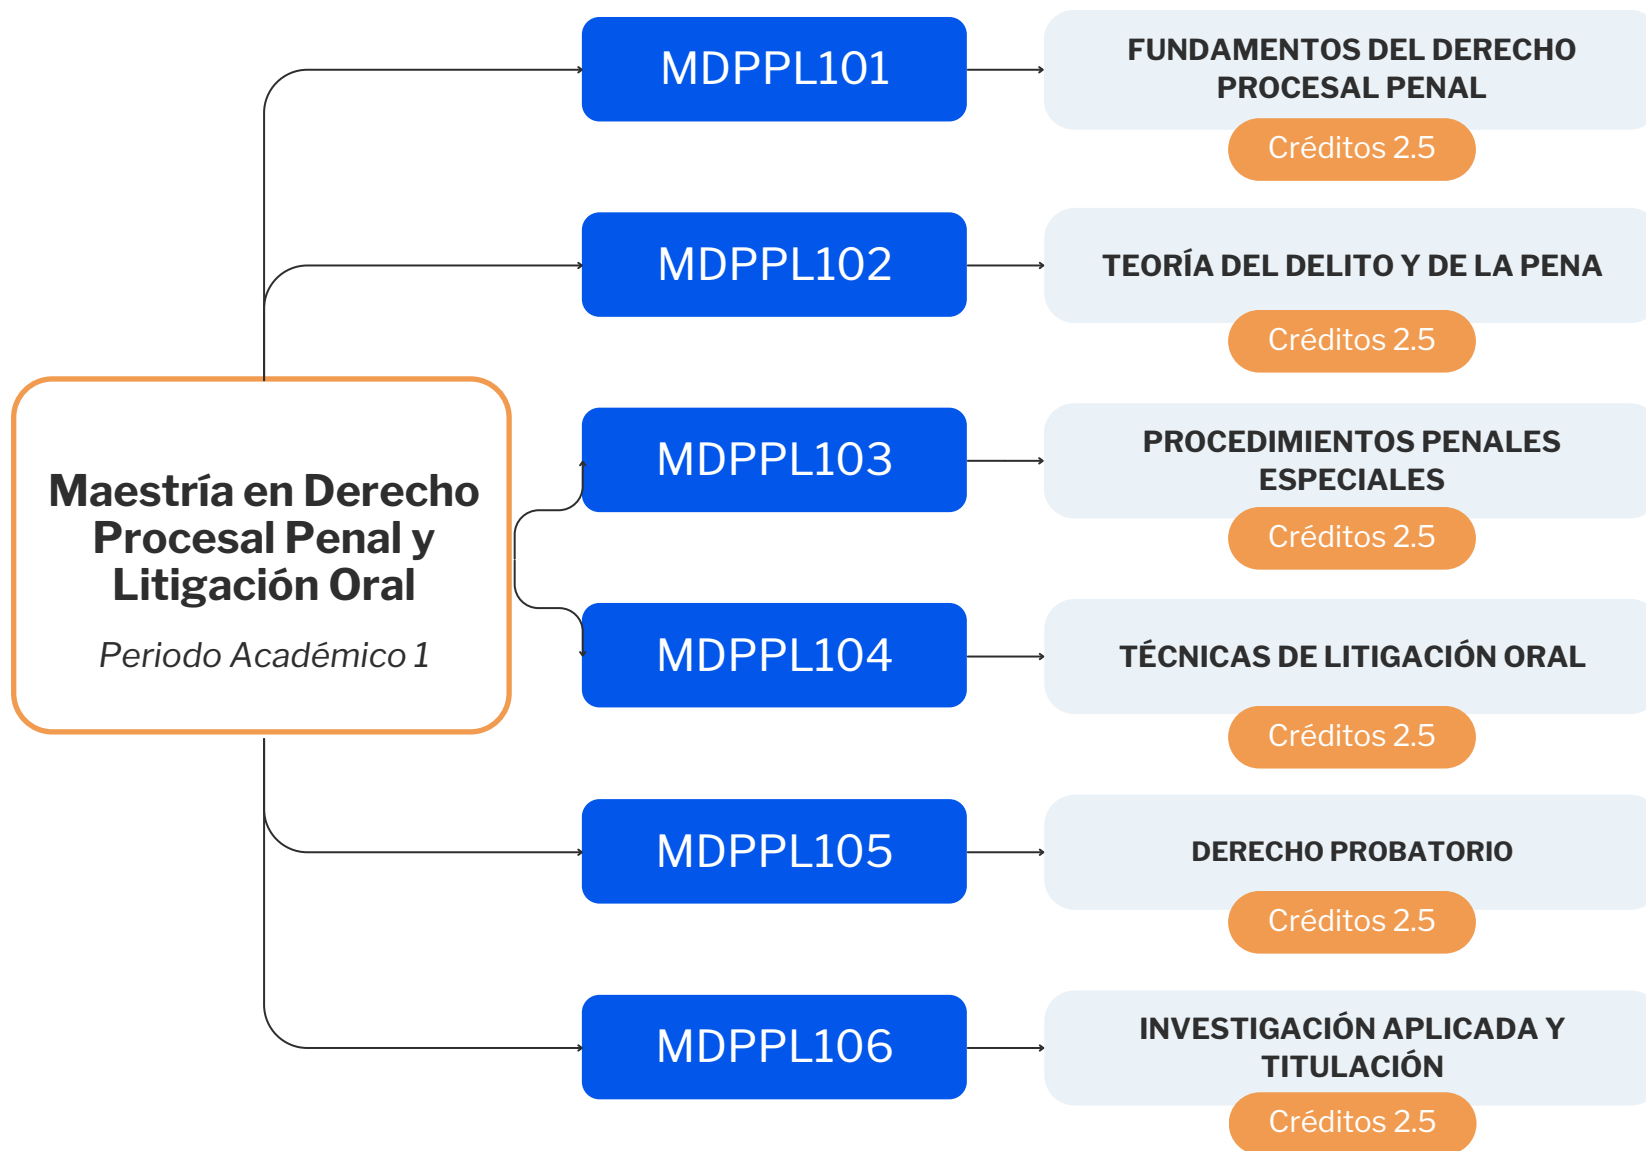 Maestría en Derecho
Procesal Penal y
Litigación Oral
Periodo Académico 1
MDPPL101
FUNDAMENTOS DEL DERECHO
PROCESAL PENAL
Créditos 2.5
MDPPL102
TEORÍA DEL DELITO Y DE LA PENA
Créditos 2.5
MDPPL103
PROCEDIMIENTOS PENALES
ESPECIALES
Créditos 2.5
MDPPL104
TÉCNICAS DE LITIGACIÓN ORAL
Créditos 2.5
MDPPL105
DERECHO PROBATORIO
Créditos 2.5
MDPPL106
INVESTIGACIÓN APLICADA Y
TITULACIÓN
Créditos 2.5